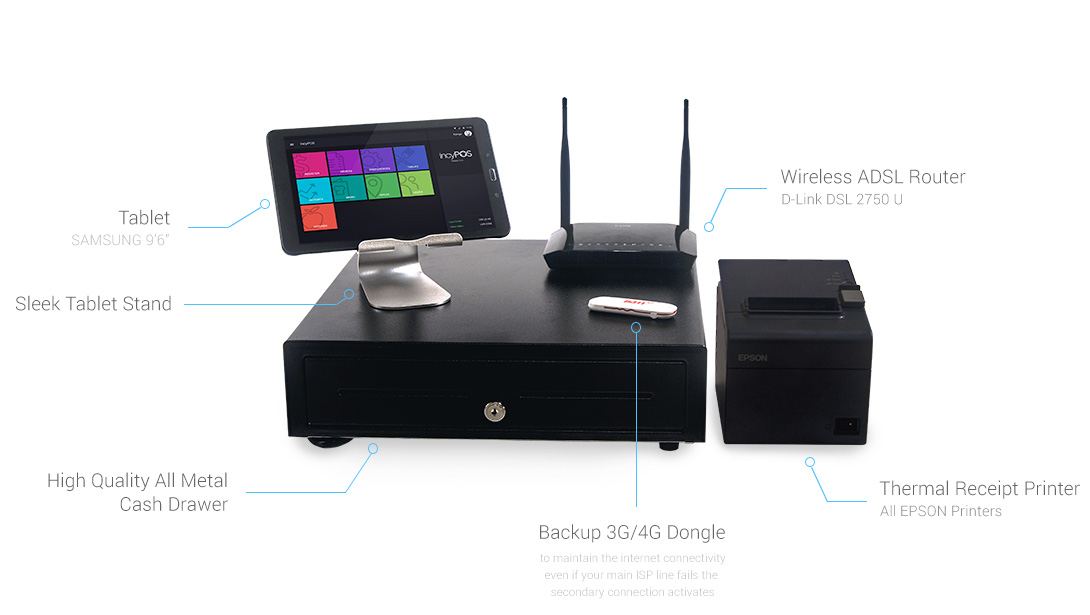 Tablet
SAMSUNG 9'6"
Sleek Tablet Stand
High Quality All Metal
Cash Drawer
incyPOS
Wireless ADSL Router
D-Link DSL 2750 U
EPSON
Thermal Receipt Printer
All EPSON Printers
Backup 3G/4G Dongle
to maintain the internet connectivity
even if your main ISP line fails the
secondary connection activates